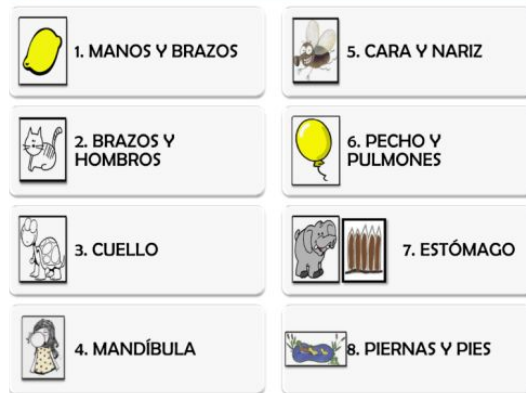 1. MANOS Y BRAZOS
2. BRAZOS Y
HOMBROS
3. CUELLO
4. MANDÍBULA
5. CARA Y NARIZ
6. PECHO Y
PULMONES
7. ESTÓMAGO
8. PIERNAS Y PIES